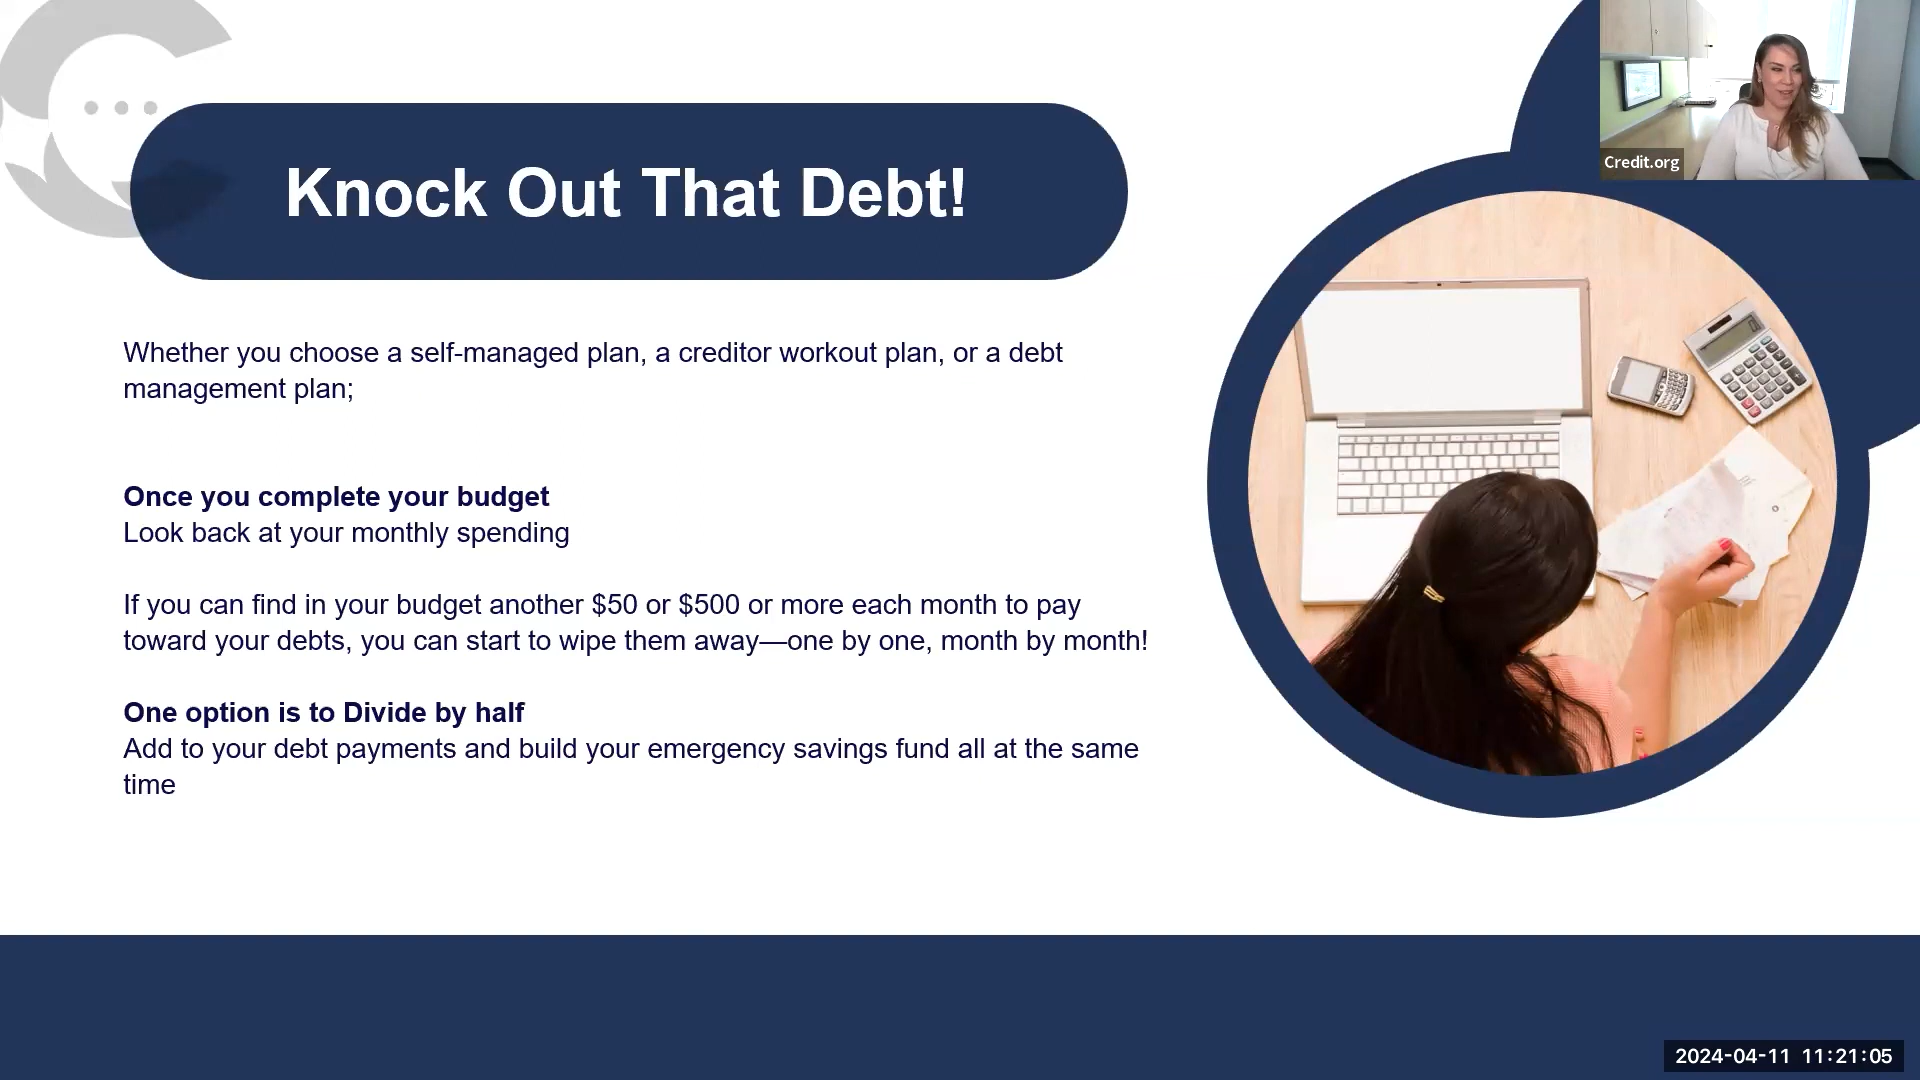 Knock Out That Debt!
Credit.org
Whether you choose a self-managed plan, a creditor workout plan, or a debt
management plan;
Once you complete your budget
Look back at your monthly spending
If you can find in your budget another $50 or $500 or more each month to pay
toward your debts, you can start to wipe them away—one by one, month by month!
One option is to Divide by half
Add to your debt payments and build your emergency savings fund all at the same
time
2024-04-11 11:21:05